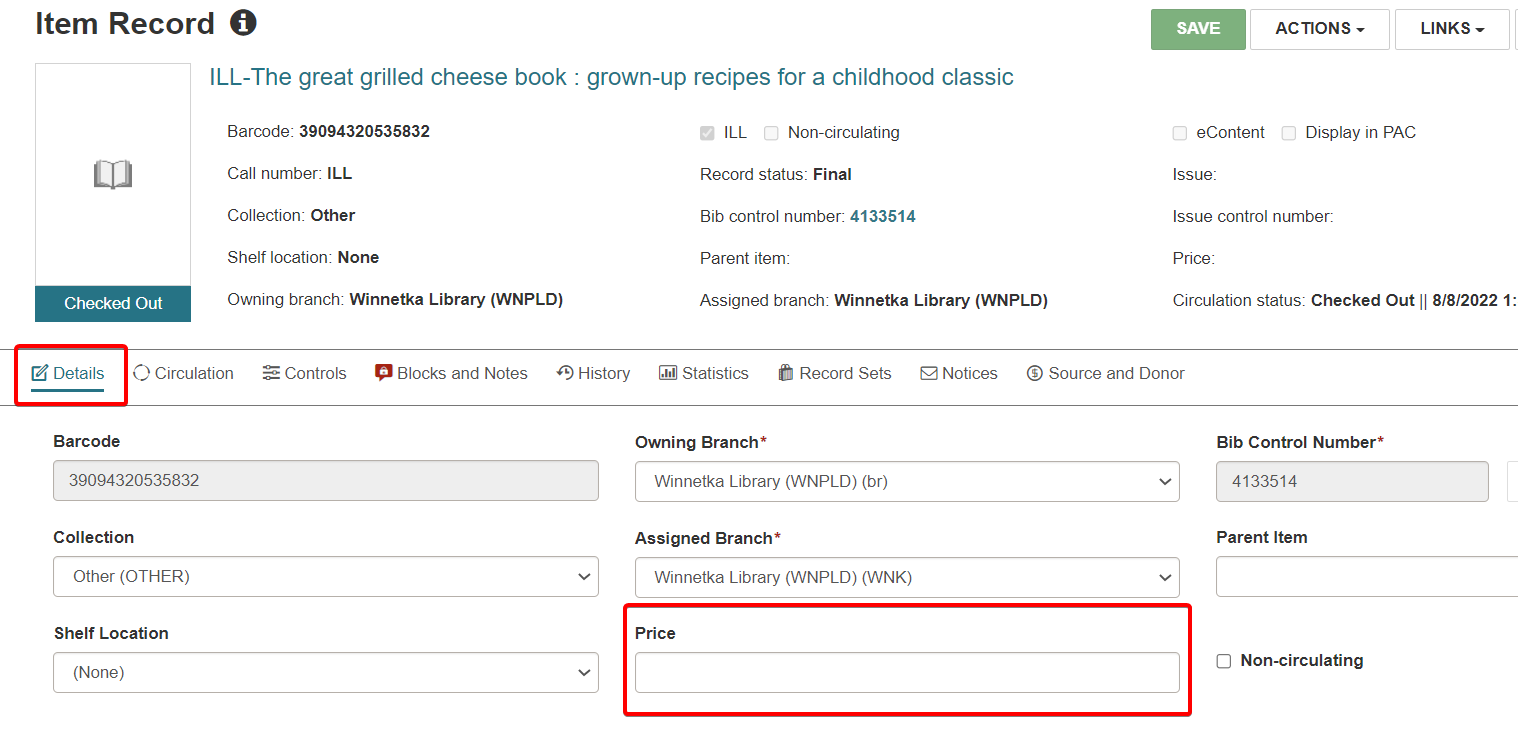 Item Record
SAVE
ACTIONS
LINKS
ILL-The great grilled cheese book : grown-up recipes for a childhood classic
Barcode: 39094320535832
ILL
Non-circulating
eContent
Display in PAC
Call number: ILL
Record status: Final
Issue:
Collection: Other
Bib control number: 4133514
Issue control number:
Shelf location: None
Parent item:
Price:
Checked Out
Owning branch: Winnetka Library (WNPLD)
Assigned branch: Winnetka Library (WNPLD)
Circulation status: Checked Out || 8/8/2022 1:
Details
Circulation
Controls
Blocks and Notes
History
Statistics
Record Sets
Notices
Source and Donor
Barcode
Owning Branch*
Bib Control Number*
39094320535832
Winnetka Library (WNPLD) (br)
4133514
Collection
Assigned Branch*
Parent Item
Other (OTHER)
Winnetka Library (WNPLD) (WNK)
Shelf Location
Price
Non-circulating
(None)